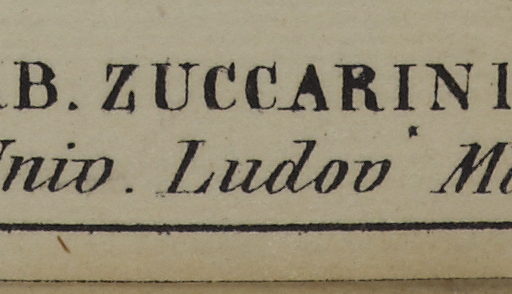 B. ZUCCARINI
Univ. Ludov. M